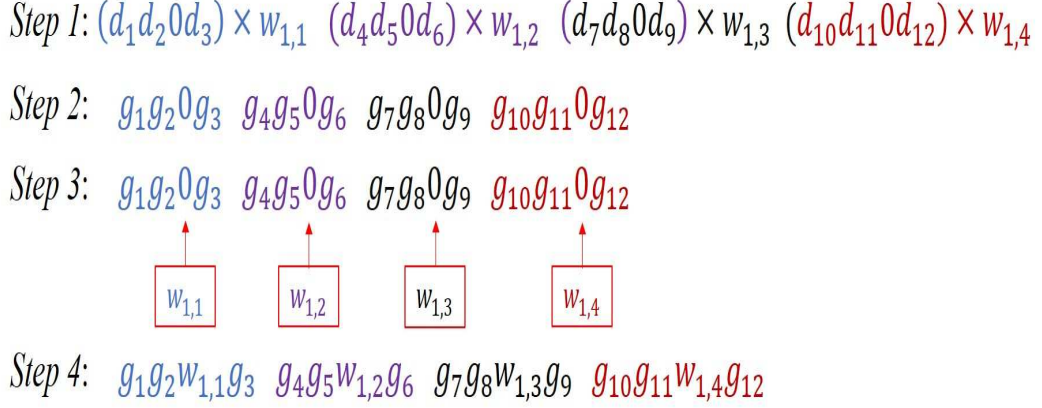 Step 1: (d₁d₂0d₃) × w₁,₁ (d₄d₅0d₆) × w₁,₂ (d₇d₈0d₉) × w₁,₃ (d₁₀d₁₁0d₁₂) × w₁,₄
Step 2: g₁g₂0g₃ g₄g₅0g₆ g₇g₈0g₉ g₁₀g₁₁0g₁₂
Step 3: g₁g₂0g₃ g₄g₅0g₆ g₇g₈0g₉ g₁₀g₁₁0g₁₂
w₁,₁ w₁,₂ w₁,₃ w₁,₄
Step 4: g₁g₂w₁,₁g₃ g₄g₅w₁,₂g₆ g₇g₈w₁,₃g₉ g₁₀g₁₁w₁,₄g₁₂